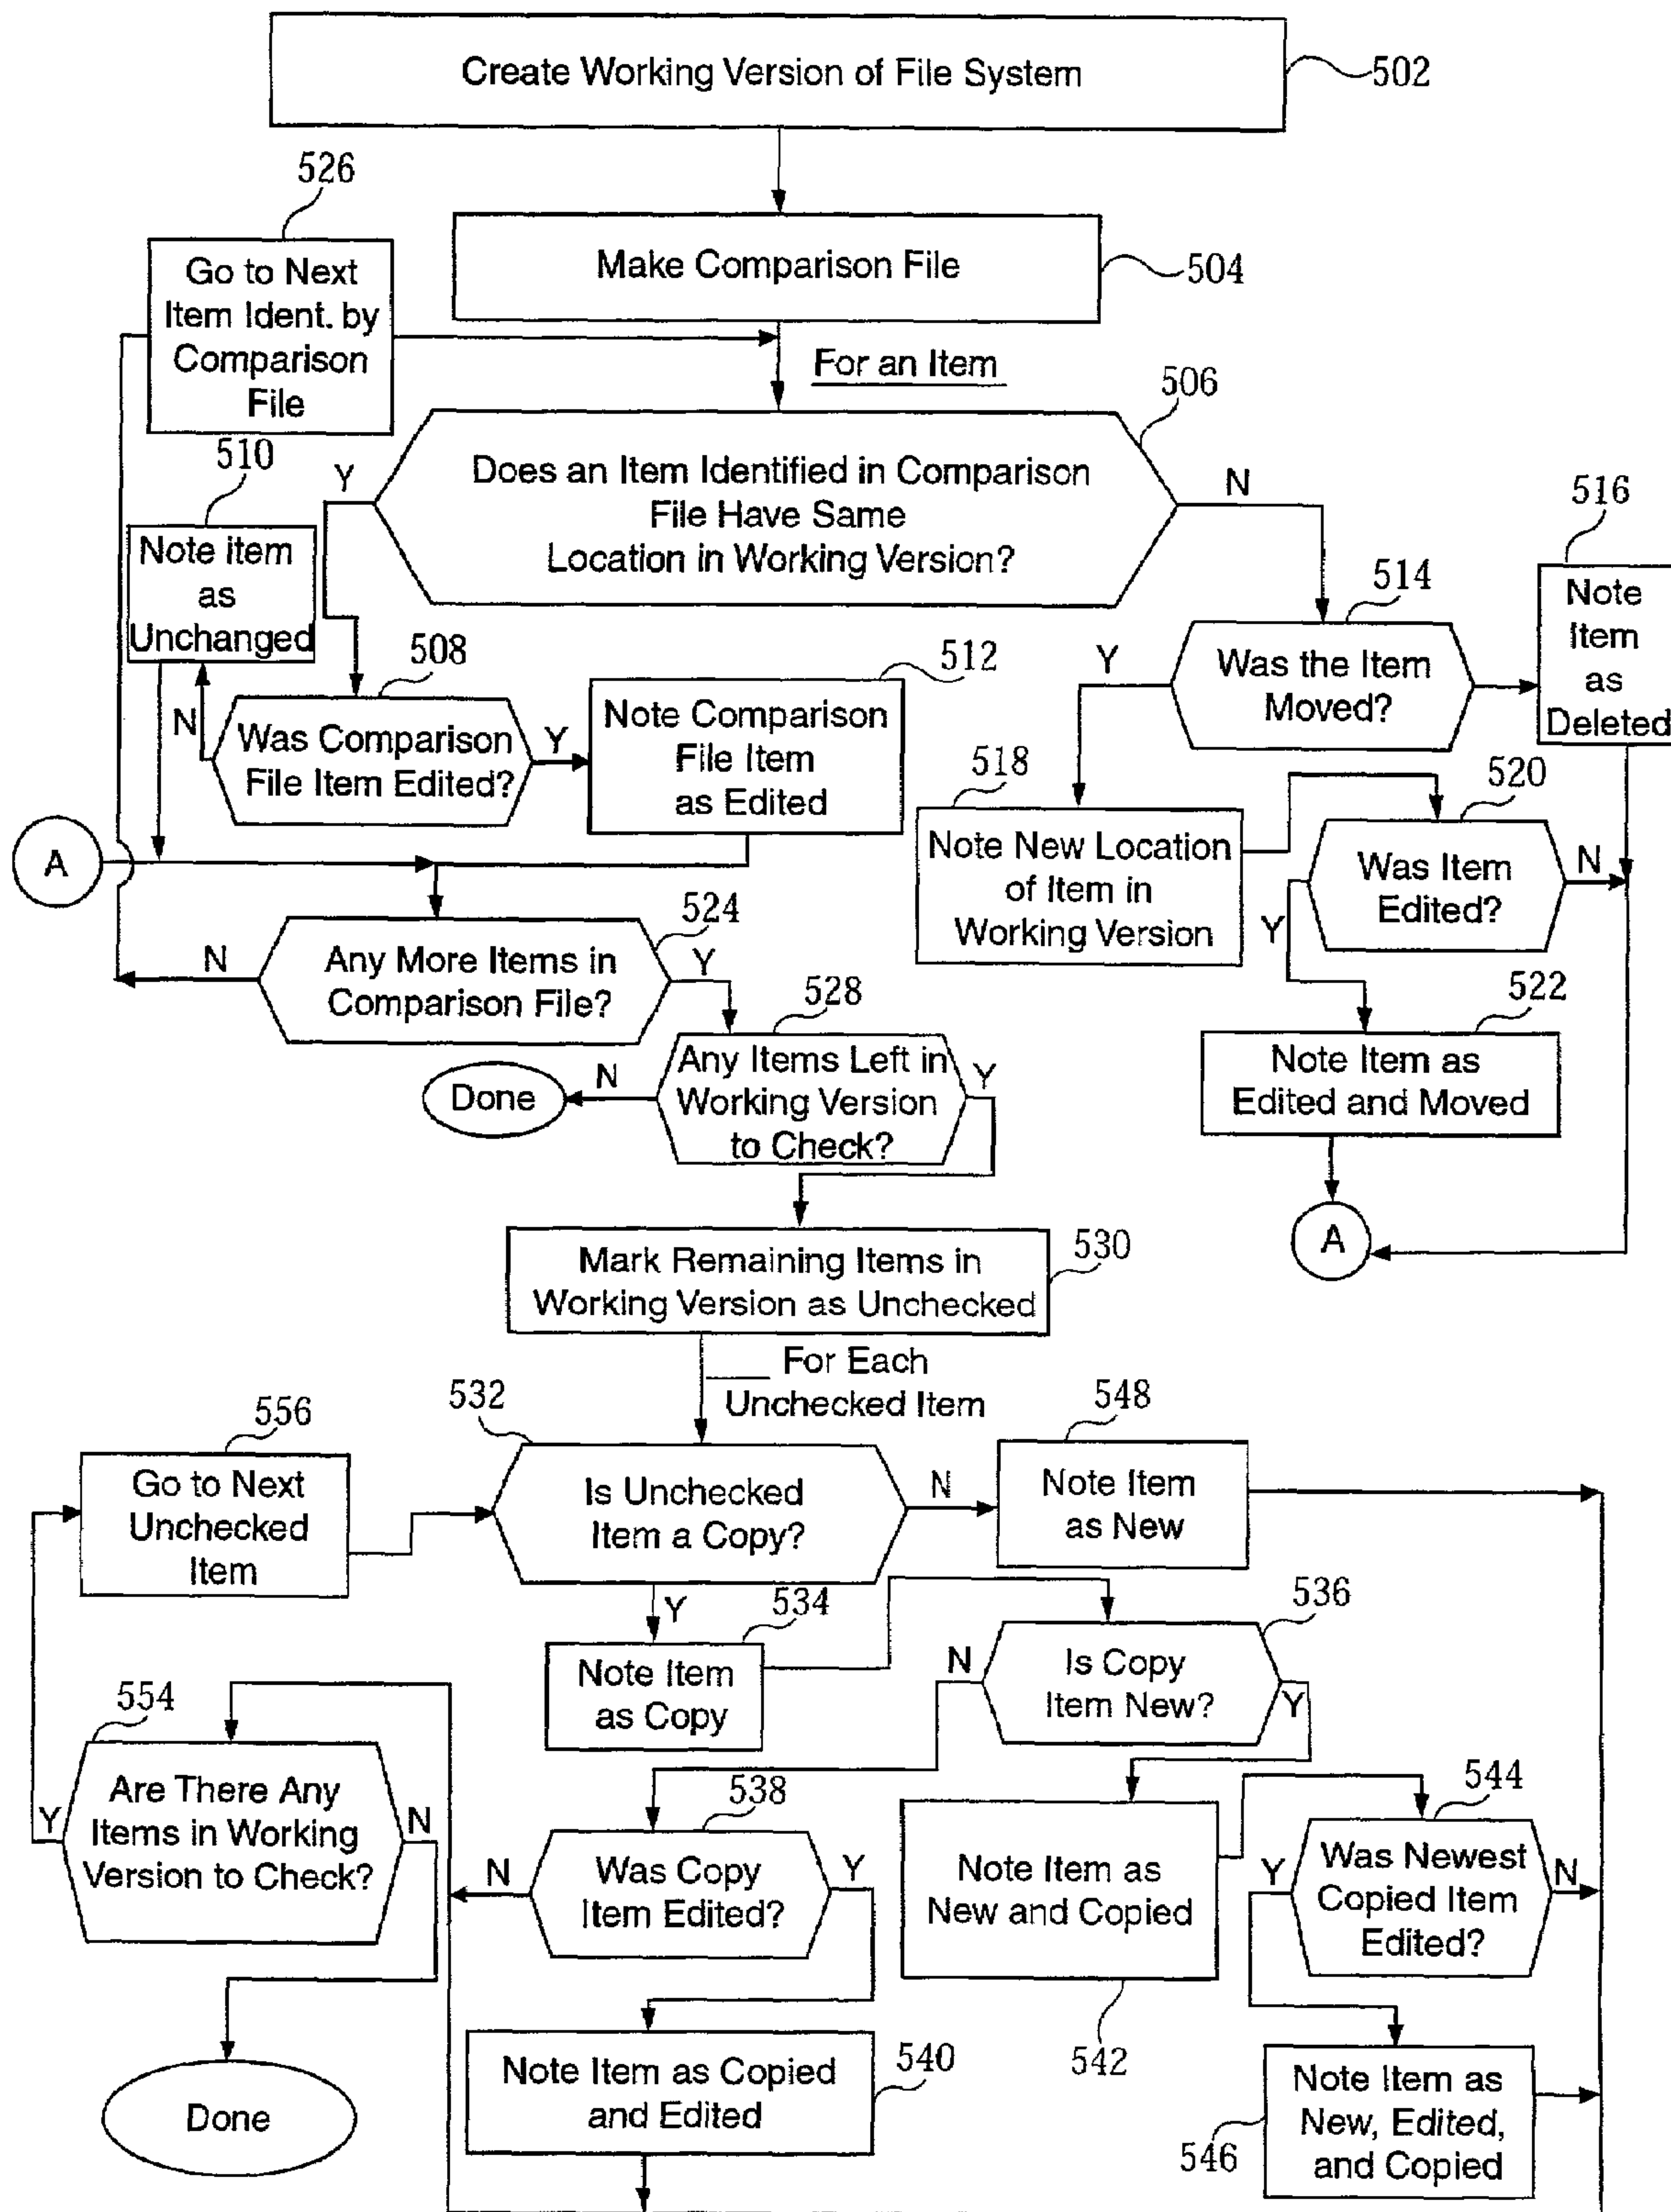 Create Working Version of File System
502
526
Go to Next
Item Ident. by
Comparison
File
Make Comparison File
504
For an Item
506
510
Y
Does an Item Identified in Comparison
File Have Same
Location in Working Version?
N
516
Note item
as
Unchanged
514
Note
Item
as
Deleted
508
512
Y
Was the Item
Moved?
N
Was Comparison
File Item Edited?
Y
Note Comparison
File Item
as Edited
518
520
A
Note New Location
of Item in
Working Version
Was Item
Edited?
N
Y
524
N
Any More Items in
Comparison File?
Y
528
522
Done
N
Any Items Left in
Working Version
to Check?
Y
Note Item as
Edited and Moved
A
Mark Remaining Items in
Working Version as Unchecked
530
For Each
Unchecked Item
556
532
548
Go to Next
Unchecked
Item
Is Unchecked
Item a Copy?
N
Note Item
as New
Y
534
536
Note Item
as Copy
N
Is Copy
Item New?
Y
554
Are There Any
Items in Working
Version to Check?
Y
N
538
544
N
Was Copy
Item Edited?
Y
Note Item as
New and Copied
Y
Was Newest
Copied Item
Edited?
N
542
Done
Note Item as Copied
and Edited
540
Note Item as
New, Edited,
and Copied
546